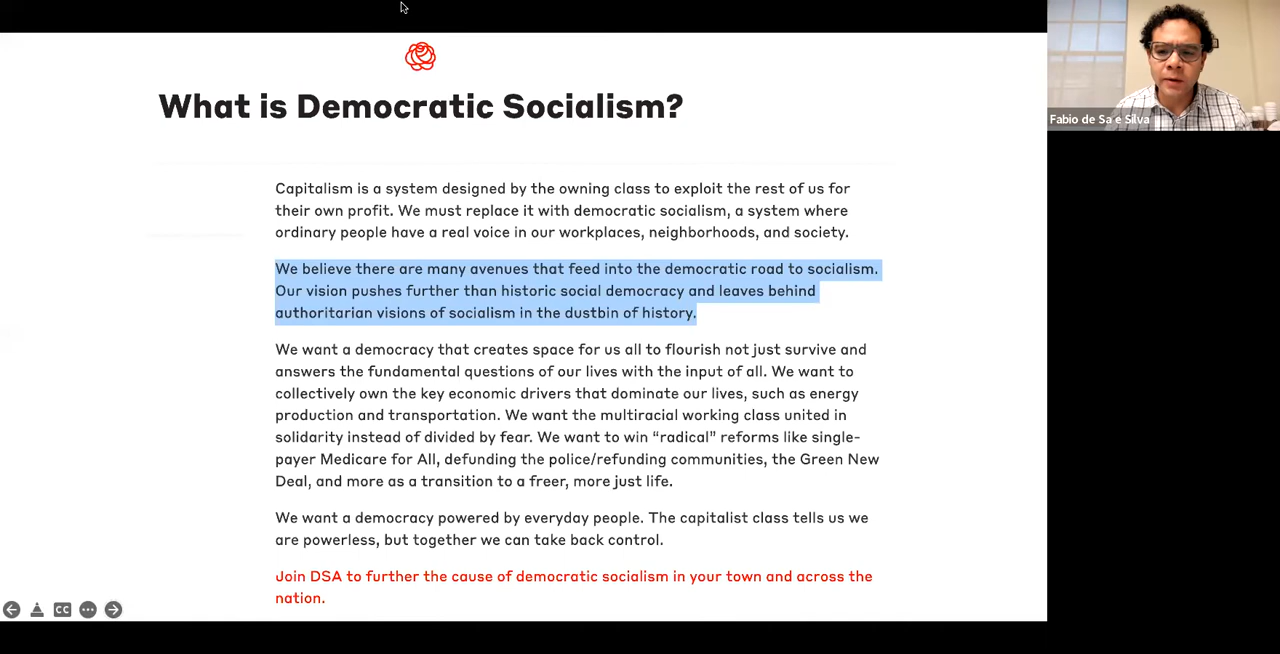 What is Democratic Socialism?
Capitalism is a system designed by the owning class to exploit the rest of us for
their own profit. We must replace it with democratic socialism, a system where
ordinary people have a real voice in our workplaces, neighborhoods, and society.
We believe there are many avenues that feed into the democratic road to socialism.
Our vision pushes further than historic social democracy and leaves behind
authoritarian visions of socialism in the dustbin of history.
We want a democracy that creates space for us all to flourish not just survive and
answers the fundamental questions of our lives with the input of all. We want to
collectively own the key economic drivers that dominate our lives, such as energy
production and transportation. We want the multiracial working class united in
solidarity instead of divided by fear. We want to win “radical” reforms like single-
payer Medicare for All, defunding the police/refunding communities, the Green New
Deal, and more as a transition to a freer, more just life.
We want a democracy powered by everyday people. The capitalist class tells us we
are powerless, but together we can take back control.
Join DSA to further the cause of democratic socialism in your town and across the
nation.
CC
Fabio de Sa e Silva